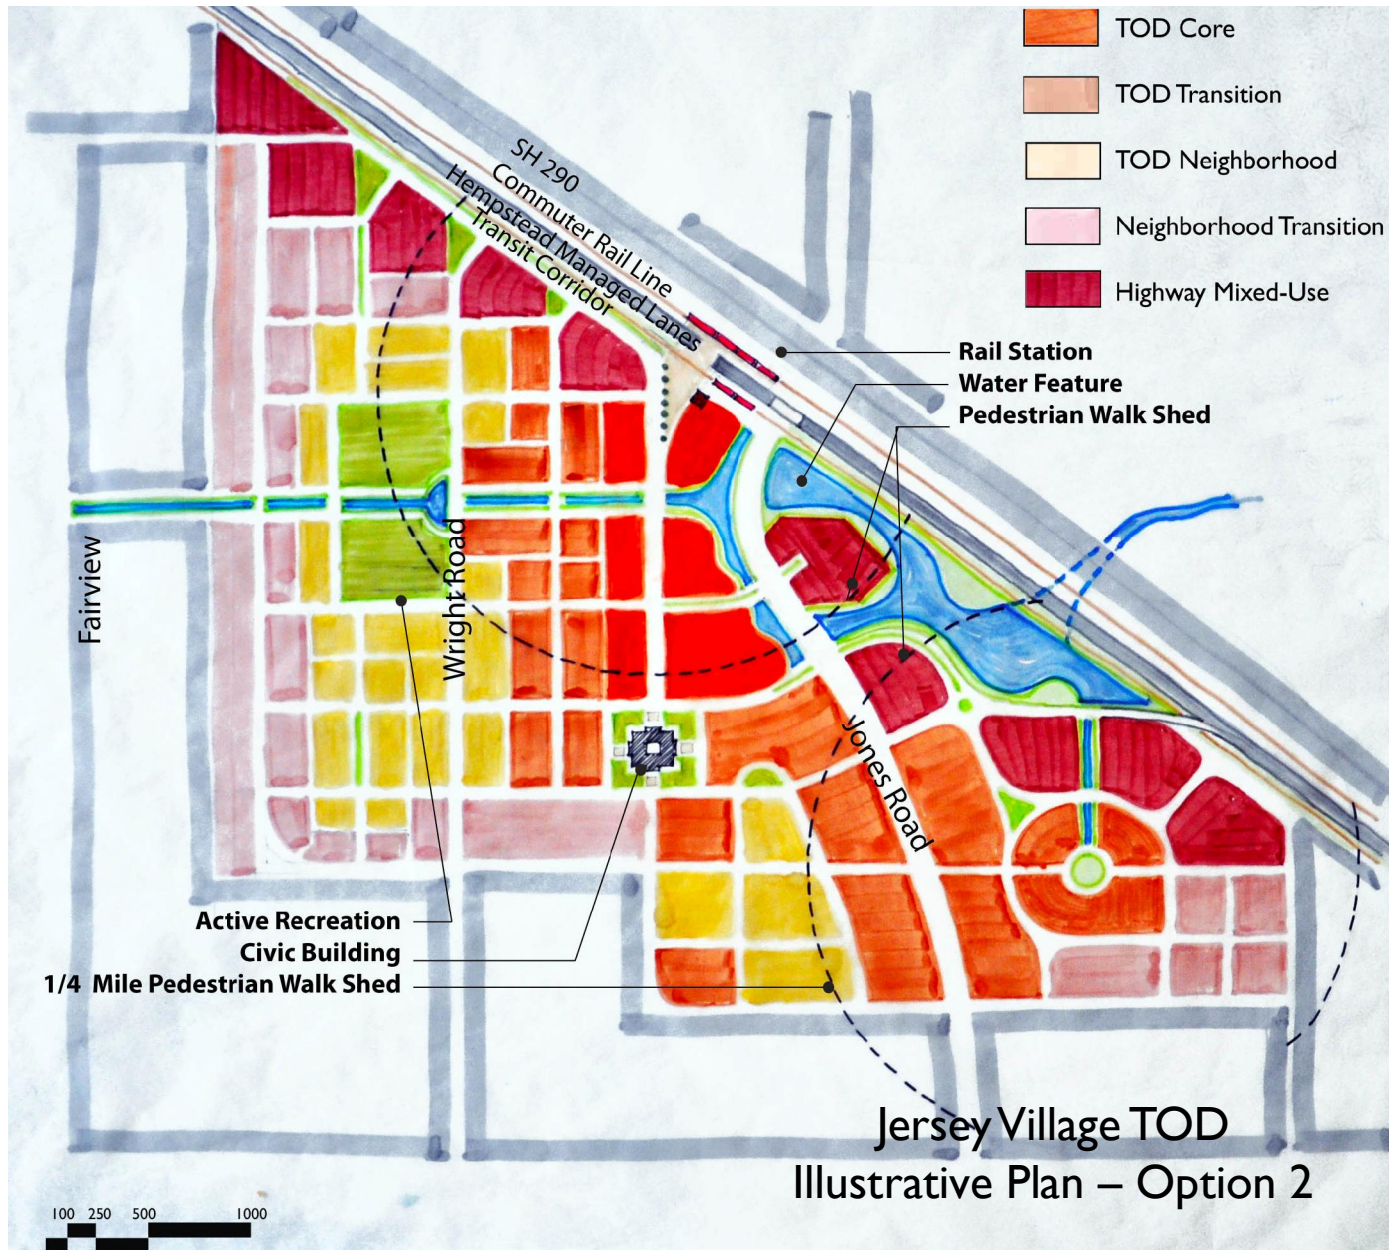 TOD Core
TOD Transition
TOD Neighborhood
Neighborhood Transition
Highway Mixed-Use
SH 290
Commuter Rail Line
Hempstead Managed Lanes
Transit Corridor
Rail Station
Water Feature
Pedestrian Walk Shed
Fairview
Wright Road
Jones Road
Active Recreation
Civic Building
1/4 Mile Pedestrian Walk Shed
Jersey Village TOD
Illustrative Plan – Option 2
100 250 500 1000